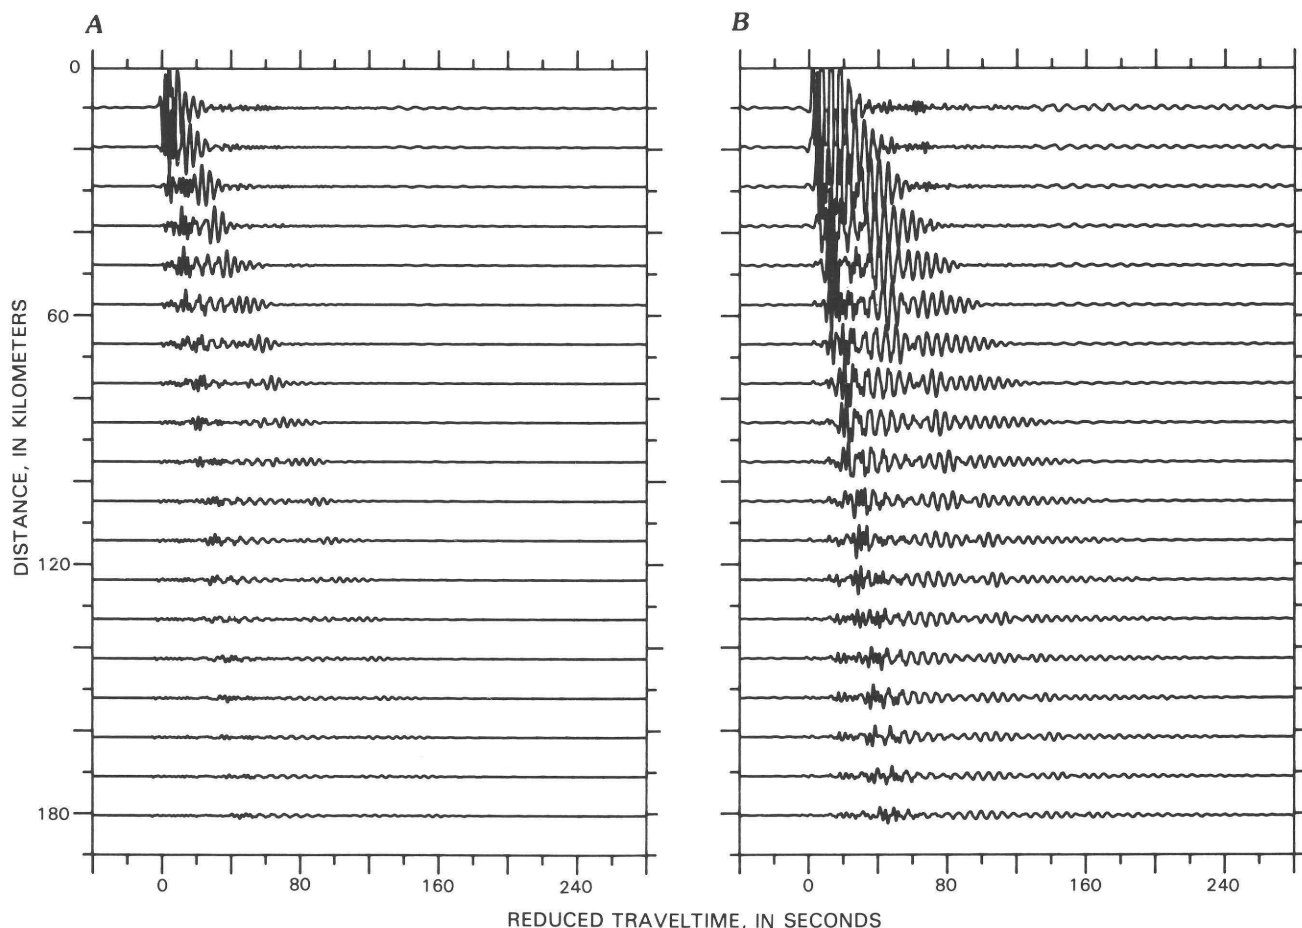 A
B
0
60
120
180
DISTANCE, IN KILOMETERS
0 80 160 240
0 80 160 240
REDUCED TRAVELTIME, IN SECONDS